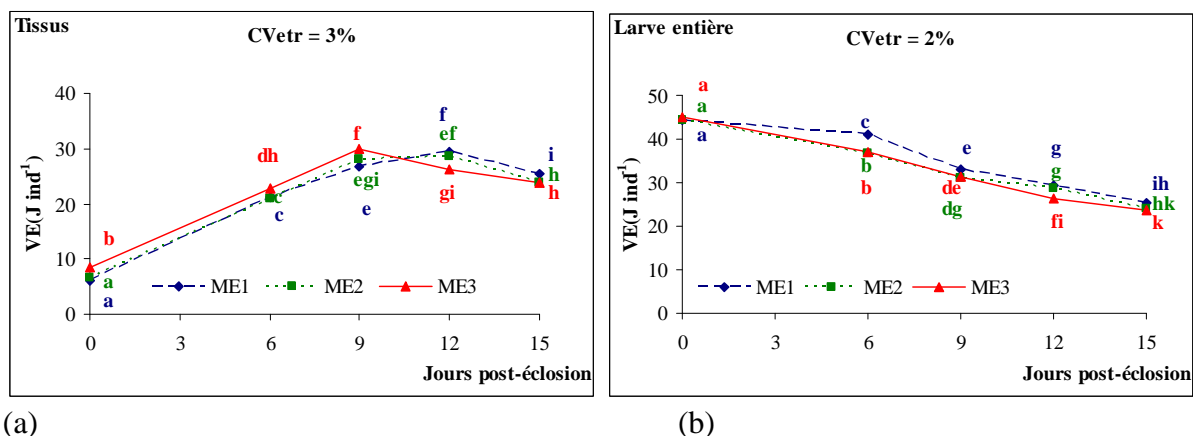 Tissus
CVetr = 3%
VE(J ind-1)
40
30
20
10
0
0 3 6 9 12 15
Jours post-éclosion
ME1 ME2 ME3
b
a
a
dh
c
c
f
egi
e
f
ef
gi
i
h
h
(a)
Larve entière
CVetr = 2%
VE(J ind-1)
50
40
30
20
10
0
0 3 6 9 12 15
Jours post-éclosion
ME1 ME2 ME3
a
a
a
c
b
b
e
de
dg
g
g
fi
ih
hk
k
(b)